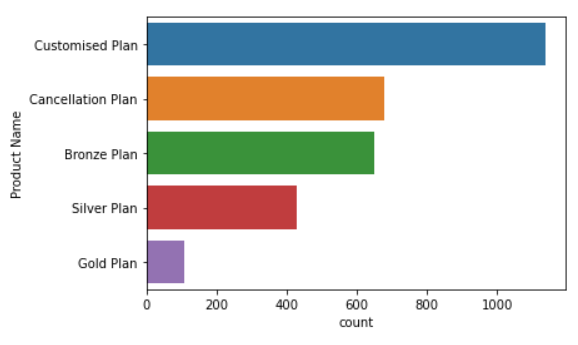 Product Name
Customised Plan
Cancellation Plan
Bronze Plan
Silver Plan
Gold Plan
0 200 400 600 800 1000
count